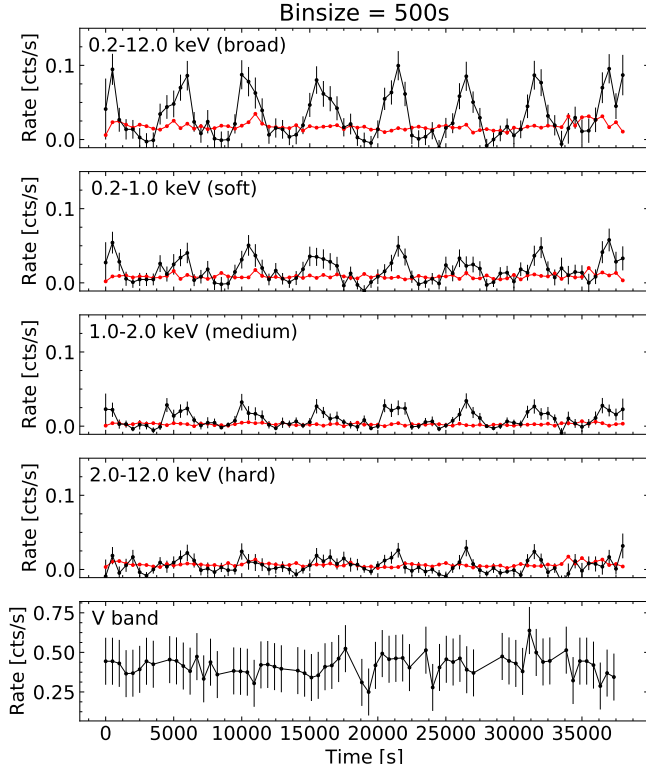 Binsize = 500s
0.2-12.0 keV (broad)
Rate [cts/s]
0.1
0.0
0.2-1.0 keV (soft)
Rate [cts/s]
0.1
0.0
1.0-2.0 keV (medium)
Rate [cts/s]
0.1
0.0
2.0-12.0 keV (hard)
Rate [cts/s]
0.1
0.0
V band
Rate [cts/s]
0.75
0.50
0.25
0 5000 10000 15000 20000 25000 30000 35000
Time [s]